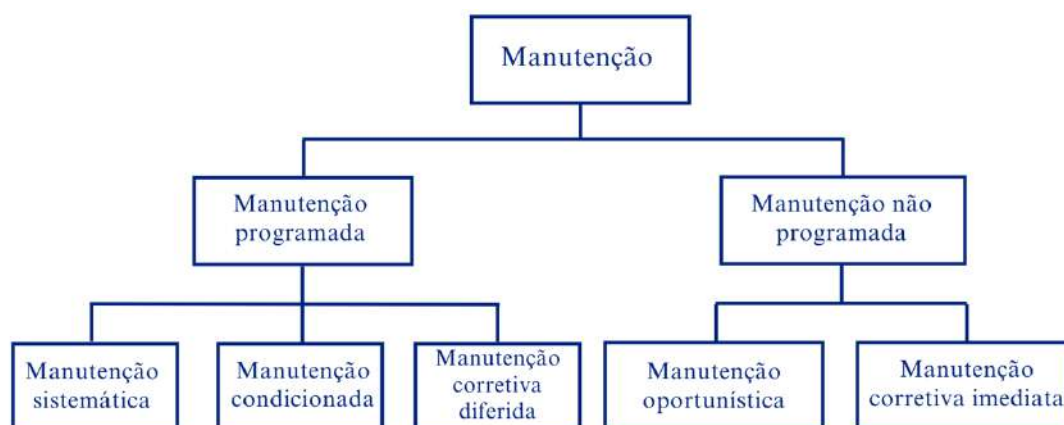 Manutenção
Manutenção
programada
Manutenção não
programada
Manutenção
sistemática
Manutenção
condicionada
Manutenção
corretiva
diferida
Manutenção
oportunística
Manutenção
corretiva imediata